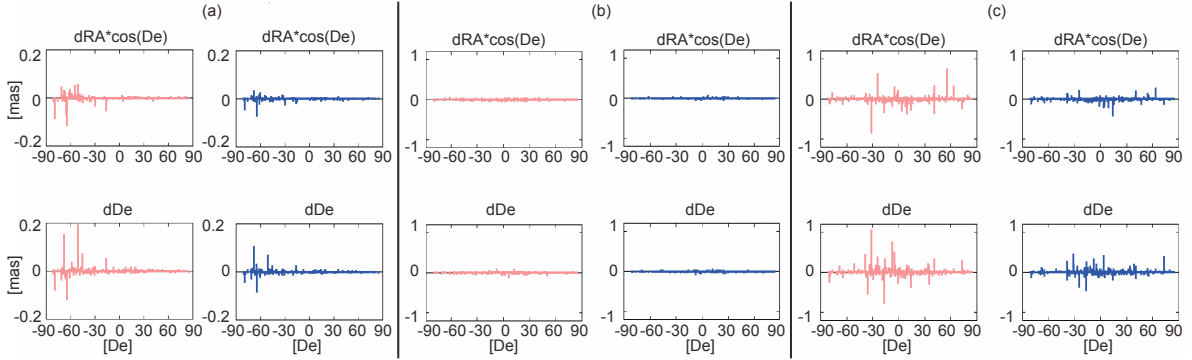 (a) (b) (c)
dRA*cos(De) dRA*cos(De) dRA*cos(De) dRA*cos(De) dRA*cos(De) dRA*cos(De)
0.2 0.2 1 1 1 1
[mas]
0 0 0 0 0 0
-0.2 -0.2 -1 -1 -1 -1
-90 -60 -30 0 30 60 90 -90 -60 -30 0 30 60 90 -90 -60 -30 0 30 60 90 -90 -60 -30 0 30 60 90 -90 -60 -30 0 30 60 90 -90 -60 -30 0 30 60 90
dDe dDe dDe dDe dDe dDe
0.2 0.2 1 1 1 1
[mas]
0 0 0 0 0 0
-0.2 -0.2 -1 -1 -1 -1
-90 -60 -30 0 30 60 90 -90 -60 -30 0 30 60 90 -90 -60 -30 0 30 60 90 -90 -60 -30 0 30 60 90 -90 -60 -30 0 30 60 90 -90 -60 -30 0 30 60 90
[De] [De] [De] [De] [De] [De]